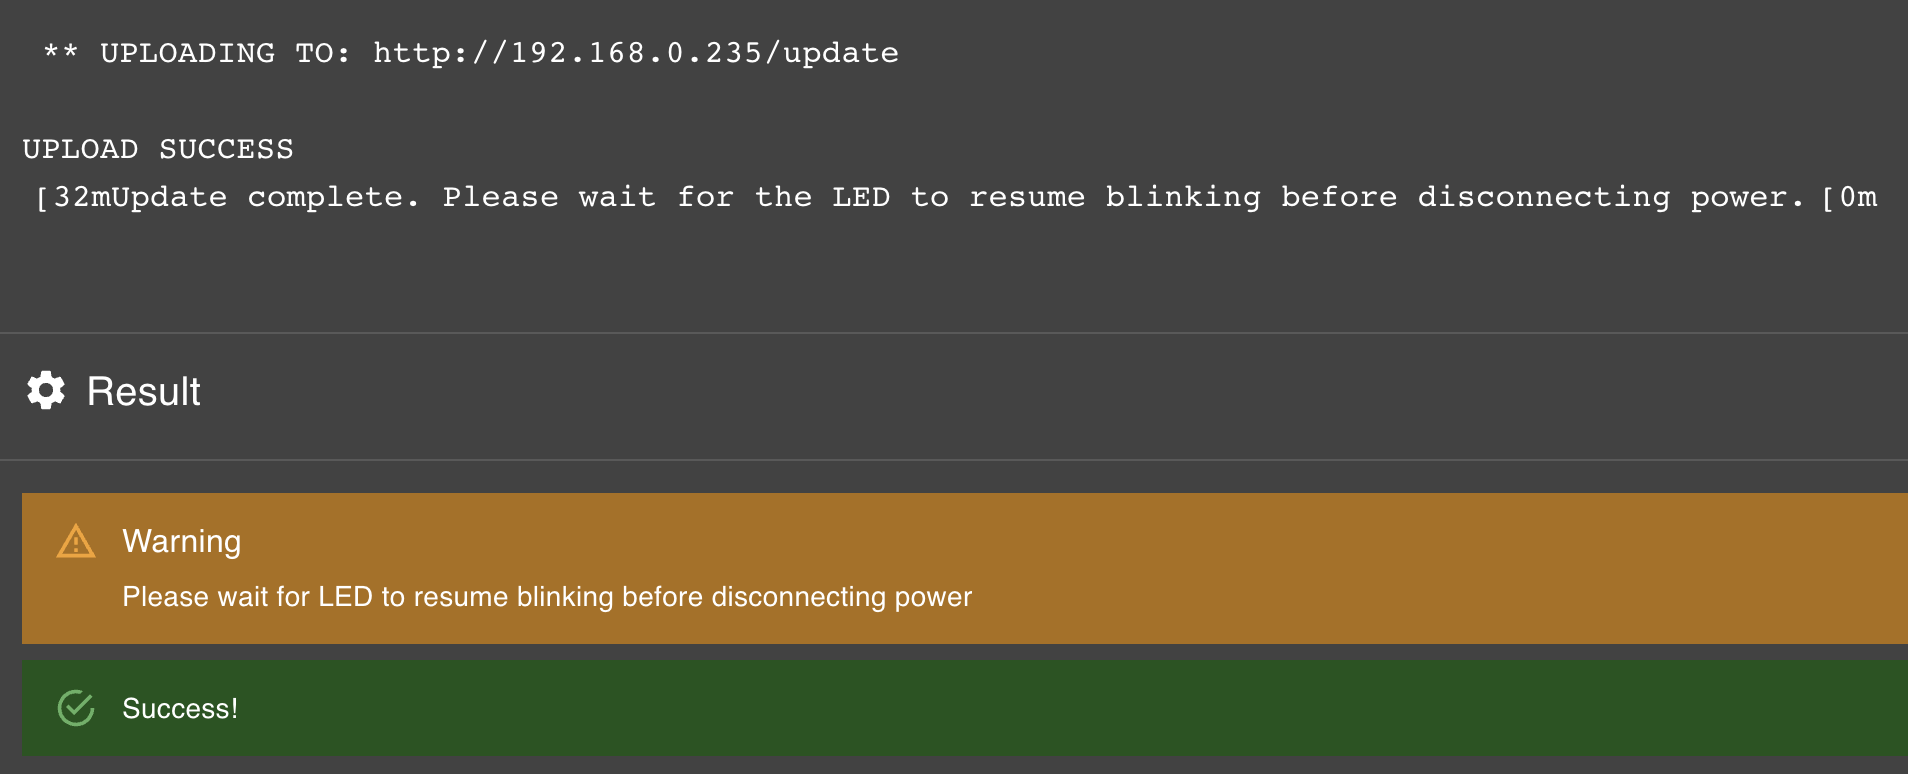 ** UPLOADING TO: http://192.168.0.235/update
UPLOAD SUCCESS
[32mUpdate complete. Please wait for the LED to resume blinking before disconnecting power.[0m
Result
Warning
Please wait for LED to resume blinking before disconnecting power
Success!